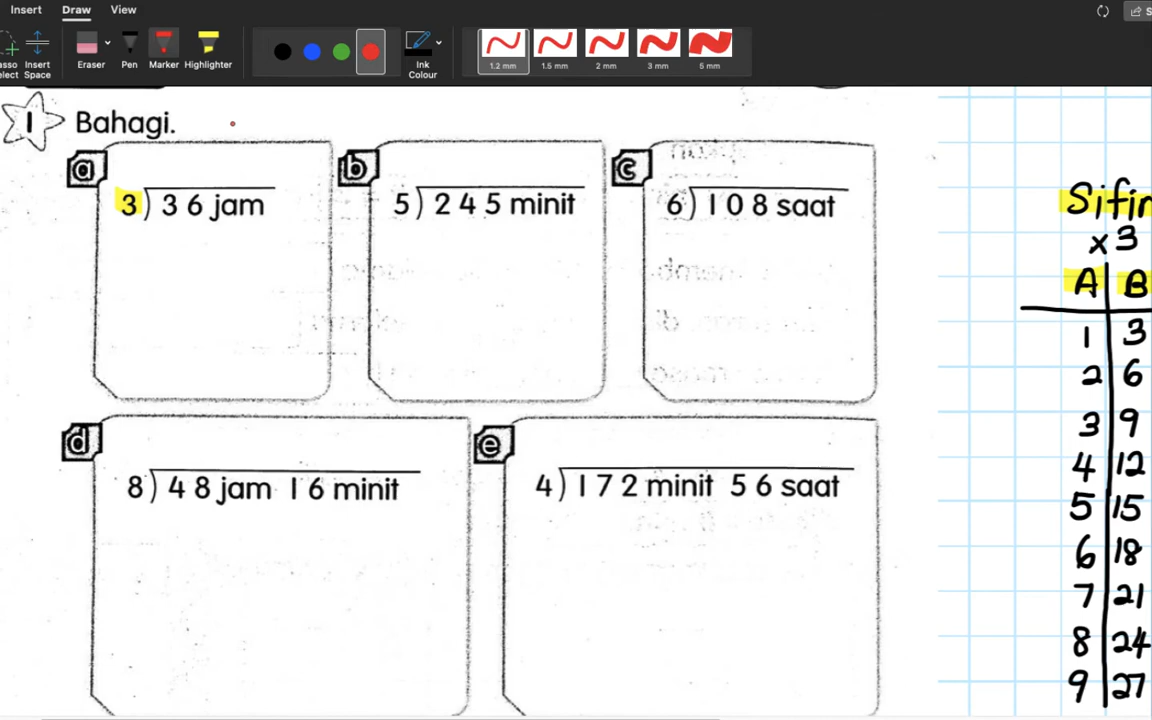 Insert Draw View
S
asso
elect
Insert
Space
Eraser
Pen
Marker
Highlighter
Ink
Colour
1.2 mm
1.5 mm
2 mm
3 mm
5 mm
1 Bahagi.
a
3) 3 6 jam
b
5) 2 4 5 minit
c
6) 1 0 8 saat
d
8) 4 8 jam 1 6 minit
e
4) 1 7 2 minit 5 6 saat
Sifir
x 3
A B
1 3
2 6
3 9
4 12
5 15
6 18
7 21
8 24
9 27